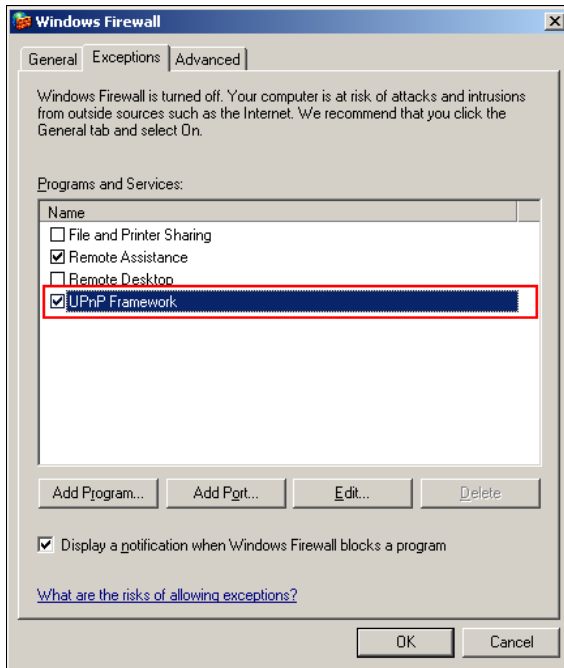 Windows Firewall
General Exceptions Advanced
Windows Firewall is turned off. Your computer is at risk of attacks and intrusions
from outside sources such as the Internet. We recommend that you click the
General tab and select On.
Programs and Services:
Name
File and Printer Sharing
Remote Assistance
Remote Desktop
UPnP Framework
Add Program... Add Port... Edit... Delete
Display a notification when Windows Firewall blocks a program
What are the risks of allowing exceptions?
OK Cancel